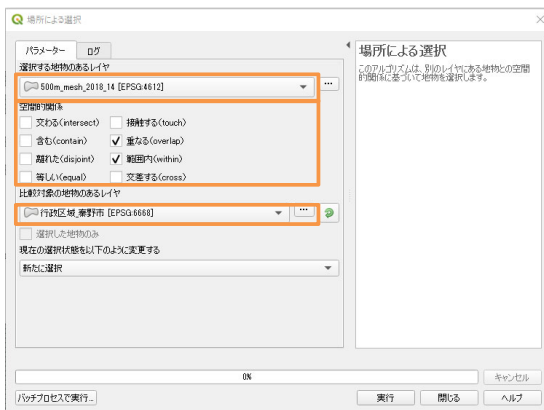 場所による選択
パラメーター ログ
選択する地物のあるレイヤ
500m_mesh_2018_14 [EPSG:4612]
...
空間的関係
交わる(intersect) 接触する(touch)
含む(contain) 重なる(overlap)
離れた(disjoint) 範囲内(within)
等しい(equal) 交差する(cross)
比較対象の地物のあるレイヤ
行政区域_秦野市 [EPSG:6668]
...
選択した地物のみ
現在の選択状態を以下のように変更する
新たに選択
場所による選択
このアルゴリズムは、別のレイヤにある地物との空間
的関係に基づいて地物を選択します。
0%
キャンセル
バッチプロセスで実行...
実行 閉じる ヘルプ